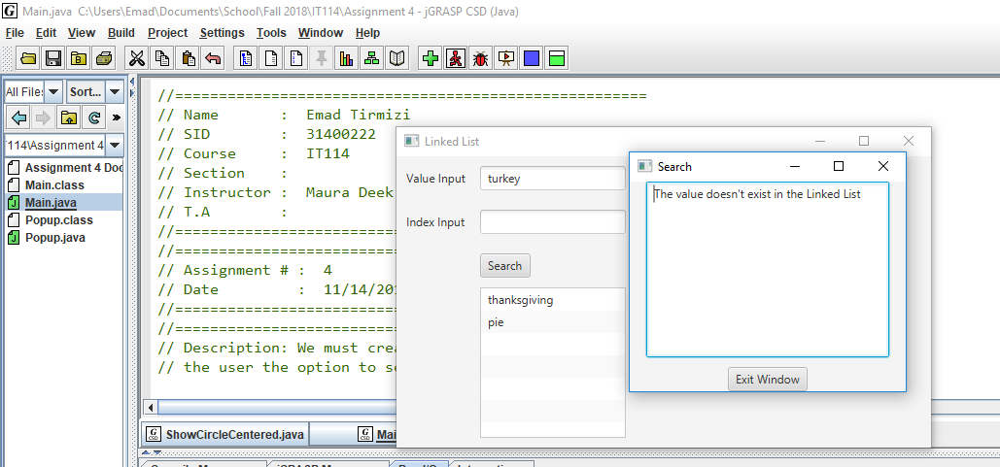 Main.java C:\Users\Emad\Documents\School\Fall 2018\IT114\Assignment 4 - jGRASP CSD (Java)
File Edit View Build Project Settings Tools Window Help
All File
Sort...
114\Assignment 4
Assignment 4 Doc
Main.class
Main.java
Popup.class
Popup.java
//======================================================
// Name : Emad Tirmizi
// SID : 31400222
// Course : IT114
// Section :
// Instructor : Maura Deek
// T.A :
//=========================
//=========================
// Assignment # : 4
// Date : 11/14/201
//=========================
//=========================
// Description: We must crea
// the user the option to se
Linked List
Value Input turkey
Index Input
Search
thanksgiving
pie
Search
The value doesn't exist in the Linked List
Exit Window
ShowCircleCentered.java
Mai